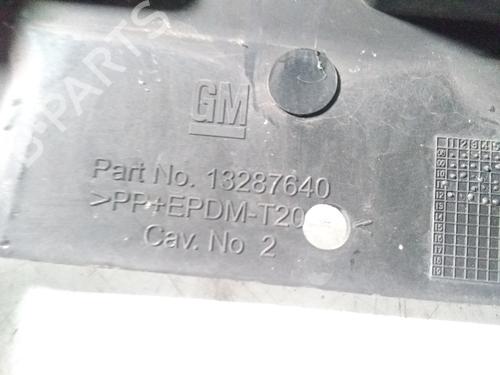 GM
Part No. 13287640
>PP+EPDM-T20 <
Cav. No 2
B-PARTS